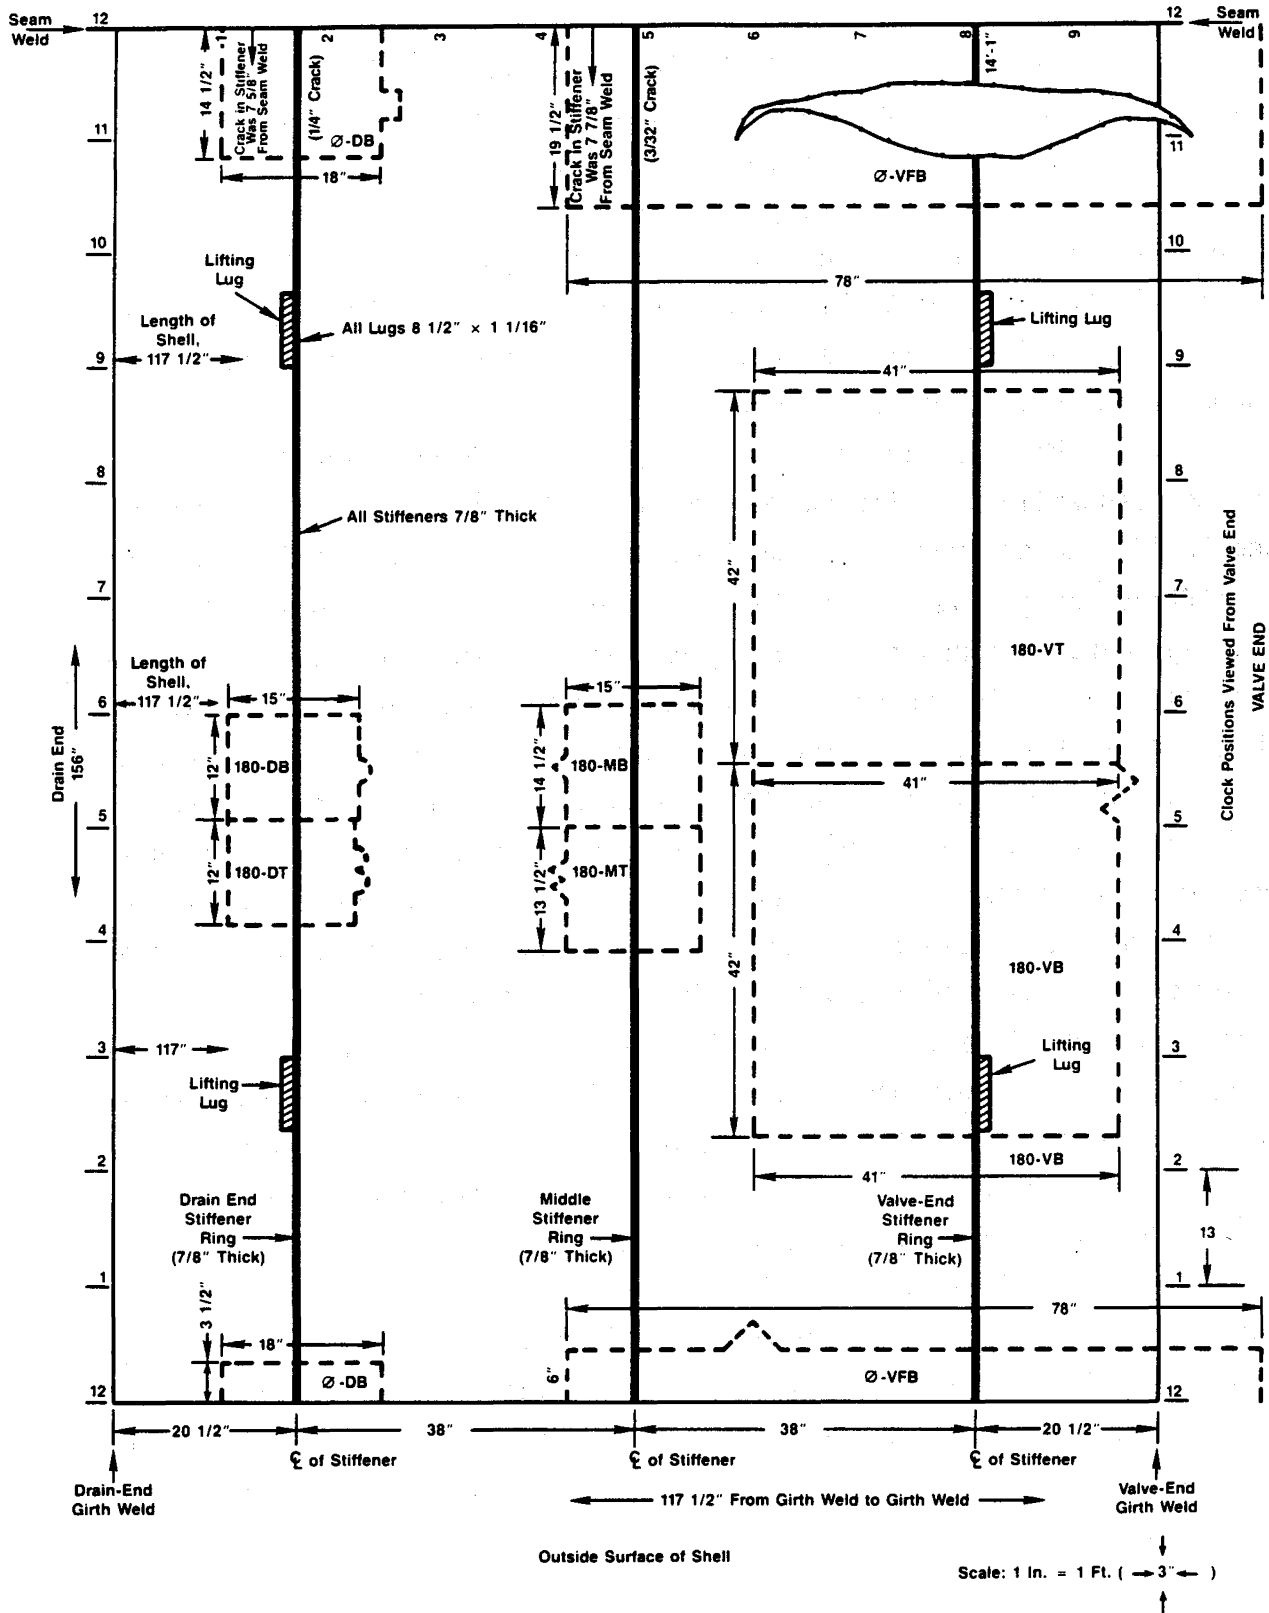 Seam
Weld
12
1
2
3
4
5
6
7
8
9
12
Seam
Weld
14 1/2"
Crack in Stiffener
Was 7 5/8"
From Seam Weld
(1/4" Crack)
Ø-DB
18"
19 1/2"
Crack in Stiffener
Was 7 7/8"
From Seam Weld
(3/32" Crack)
14'-1"
Ø-VFB
78"
11
11
10
10
Lifting
Lug
All Lugs 8 1/2" × 1 1/16"
Lifting Lug
Length of
Shell,
117 1/2"
9
9
41"
8
8
All Stiffeners 7/8" Thick
42"
7
7
Clock Positions Viewed From Valve End
VALVE END
180-VT
Drain End
156"
Length of
Shell,
117 1/2"
15"
15"
6
6
12"
180-DB
14 1/2"
180-MB
41"
5
5
12"
180-DT
13 1/2"
180-MT
4
4
42"
180-VB
3
3
117"
Lifting
Lug
Lifting
Lug
180-VB
2
2
41"
Drain End
Stiffener
Ring
(7/8" Thick)
Middle
Stiffener
Ring
(7/8" Thick)
Valve-End
Stiffener
Ring
(7/8" Thick)
13
1
1
3 1/2"
18"
78"
Ø-DB
6"
Ø-VFB
12
12
20 1/2"
38"
38"
20 1/2"
℄ of Stiffener
℄ of Stiffener
℄ of Stiffener
Drain-End
Girth Weld
117 1/2" From Girth Weld to Girth Weld
Valve-End
Girth Weld
Outside Surface of Shell
Scale: 1 In. = 1 Ft. ( 3" )